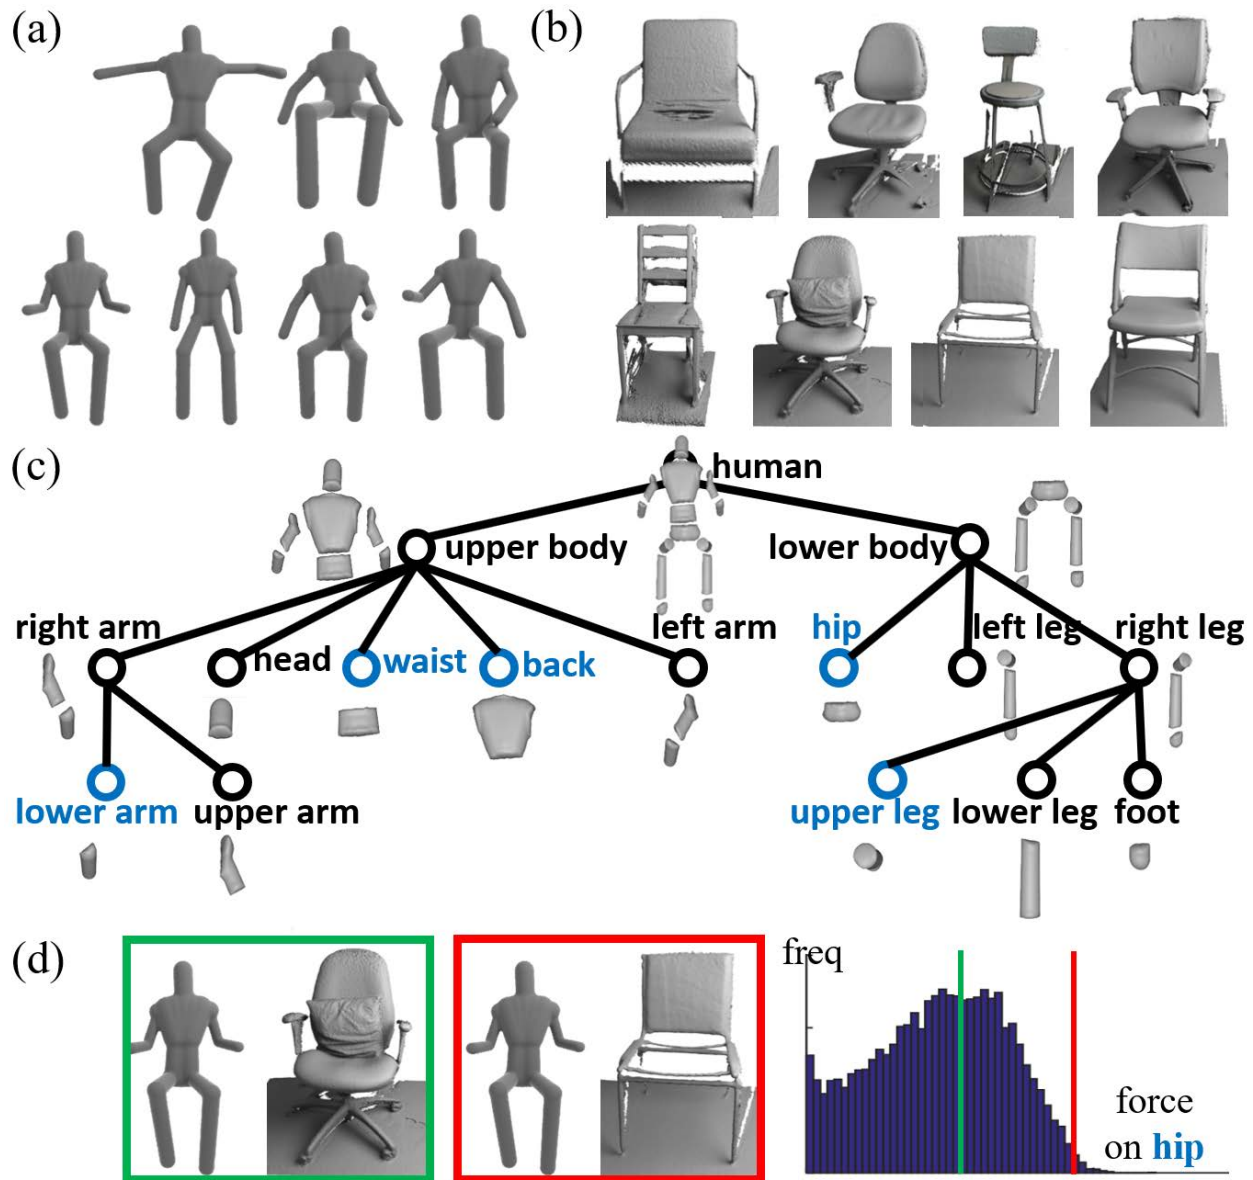 (a)
(b)
(c)
human
upper body
lower body
right arm
head
waist
back
left arm
hip
left leg
right leg
lower arm
upper arm
upper leg
lower leg
foot
(d)
freq
force
on hip